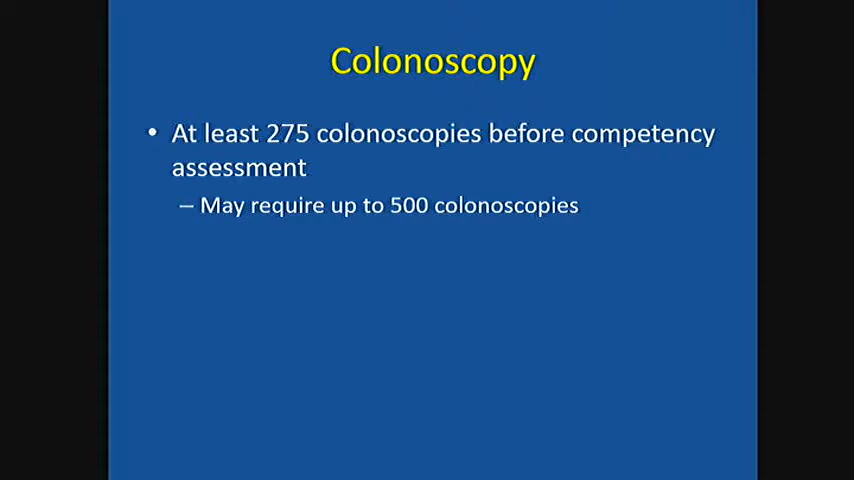 Colonoscopy
• At least 275 colonoscopies before competency
assessment
– May require up to 500 colonoscopies